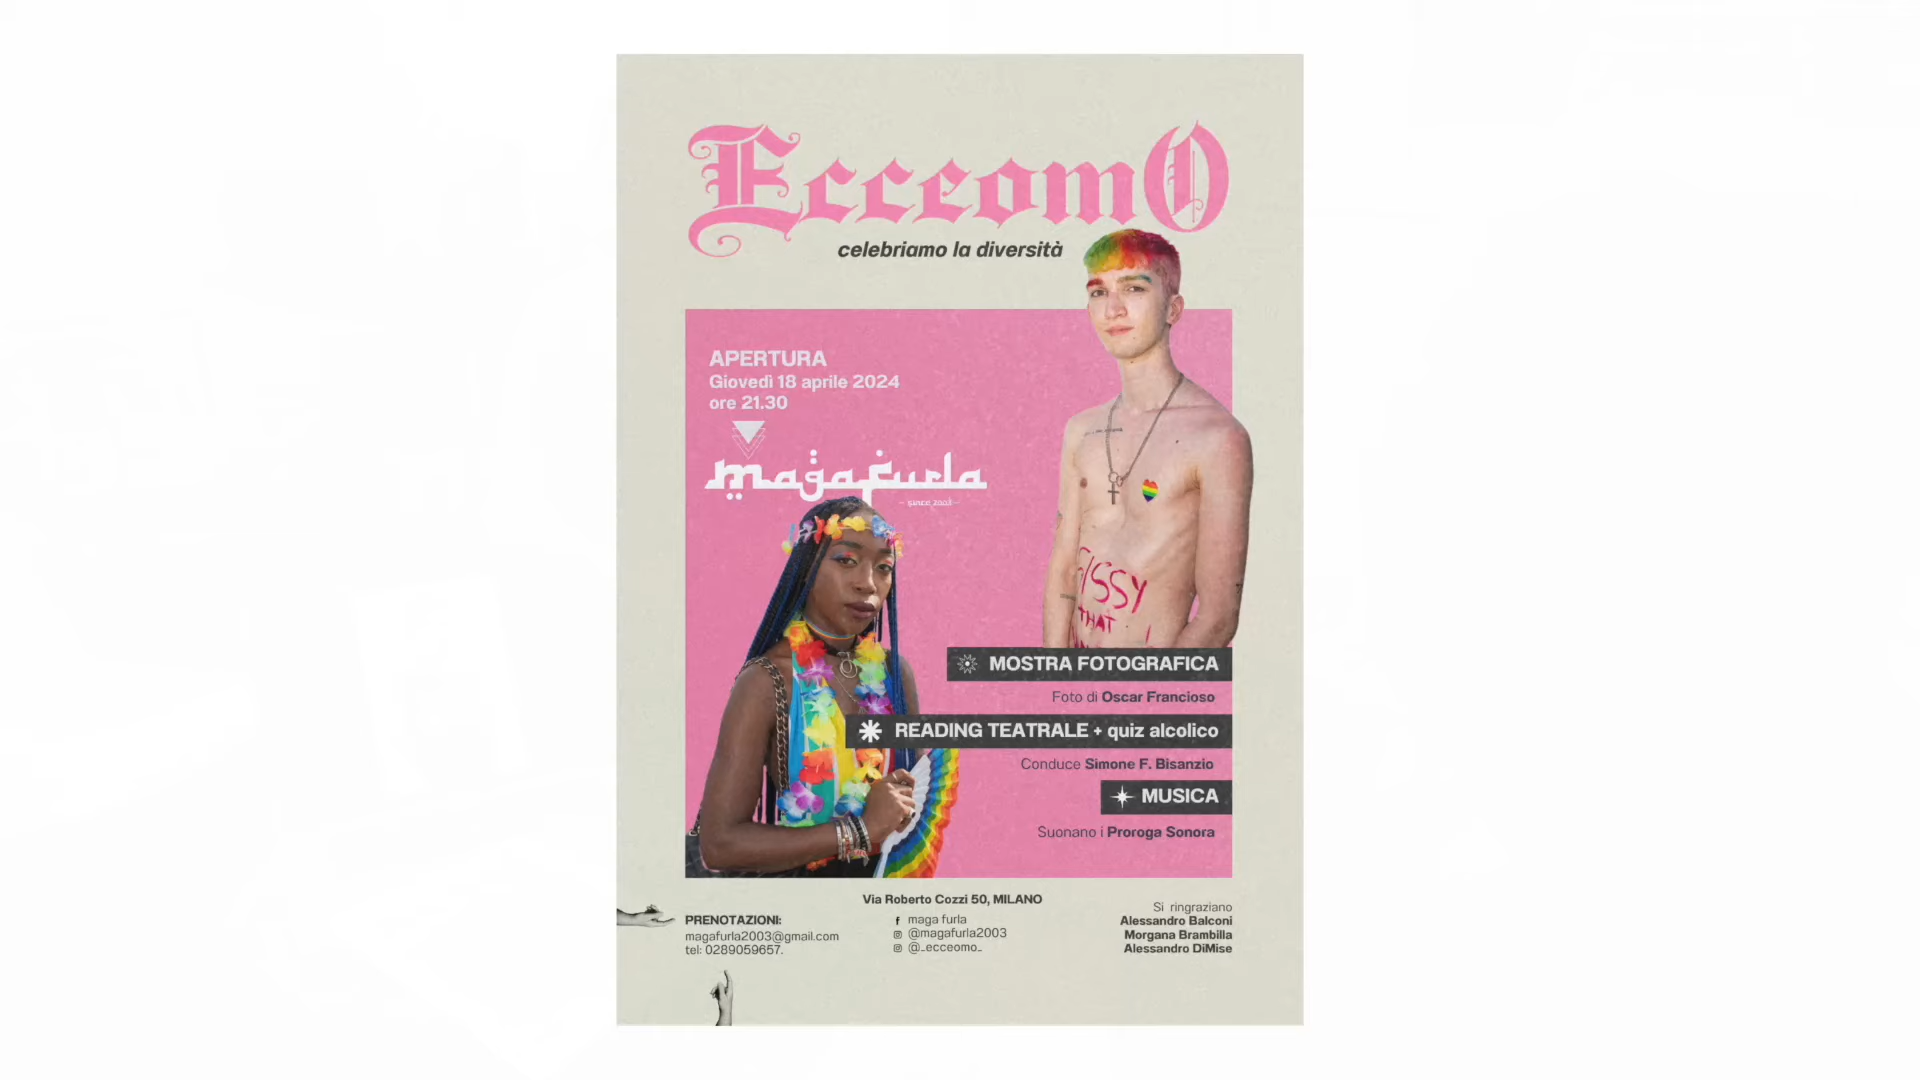 EcceomO
celebriamo la diversità
APERTURA
Giovedì 18 aprile 2024
ore 21.30
magafurla
- since 2003 -
SISSY
THAT
MOSTRA FOTOGRAFICA
Foto di Oscar Francioso
READING TEATRALE + quiz alcolico
Conduce Simone F. Bisanzio
MUSICA
Suonano i Proroga Sonora
PRENOTAZIONI:
magafurla2003@gmail.com
tel: 0289059657.
Via Roberto Cozzi 50, MILANO
maga furla
@magafurla2003
@_ecceomo_
Si ringraziano
Alessandro Balconi
Morgana Brambilla
Alessandro DiMise